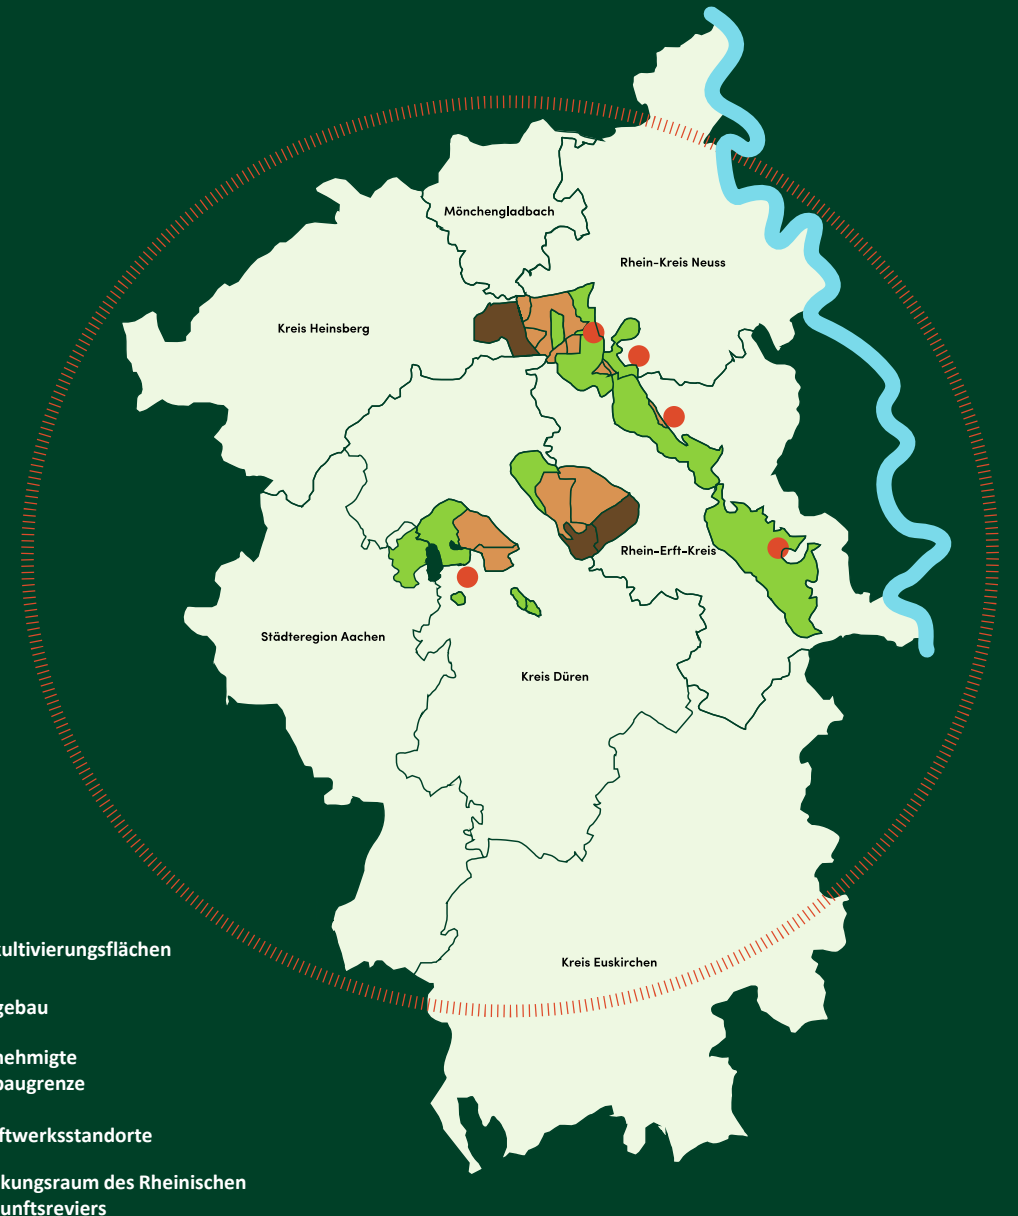 Mönchengladbach
Rhein-Kreis Neuss
Kreis Heinsberg
Rhein-Erft-Kreis
Städteregion Aachen
Kreis Düren
Kreis Euskirchen
kultivierungsflächen
gebau
nehmigte
baugrenze
ftwerksstandorte
kungsraum des Rheinischen
unftsreviers